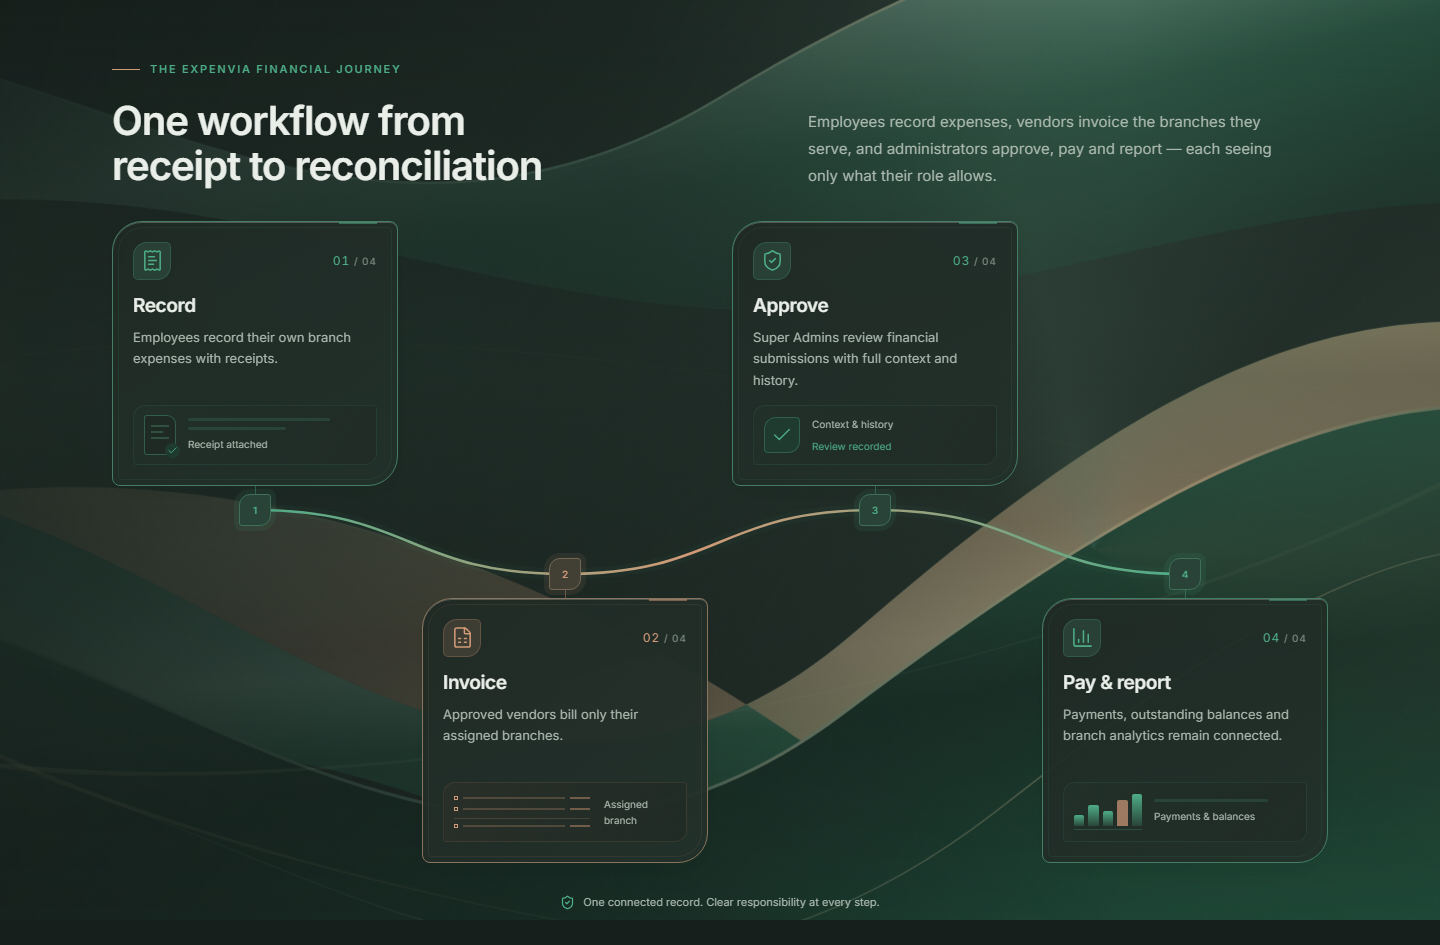 THE EXPENVIA FINANCIAL JOURNEY
One workflow from
receipt to reconciliation
Employees record expenses, vendors invoice the branches they
serve, and administrators approve, pay and report — each seeing
only what their role allows.
01 / 04
Record
Employees record their own branch
expenses with receipts.
Receipt attached
1
2
02 / 04
Invoice
Approved vendors bill only their
assigned branches.
Assigned
branch
03 / 04
Approve
Super Admins review financial
submissions with full context and
history.
Context & history
Review recorded
3
4
04 / 04
Pay & report
Payments, outstanding balances and
branch analytics remain connected.
Payments & balances
One connected record. Clear responsibility at every step.